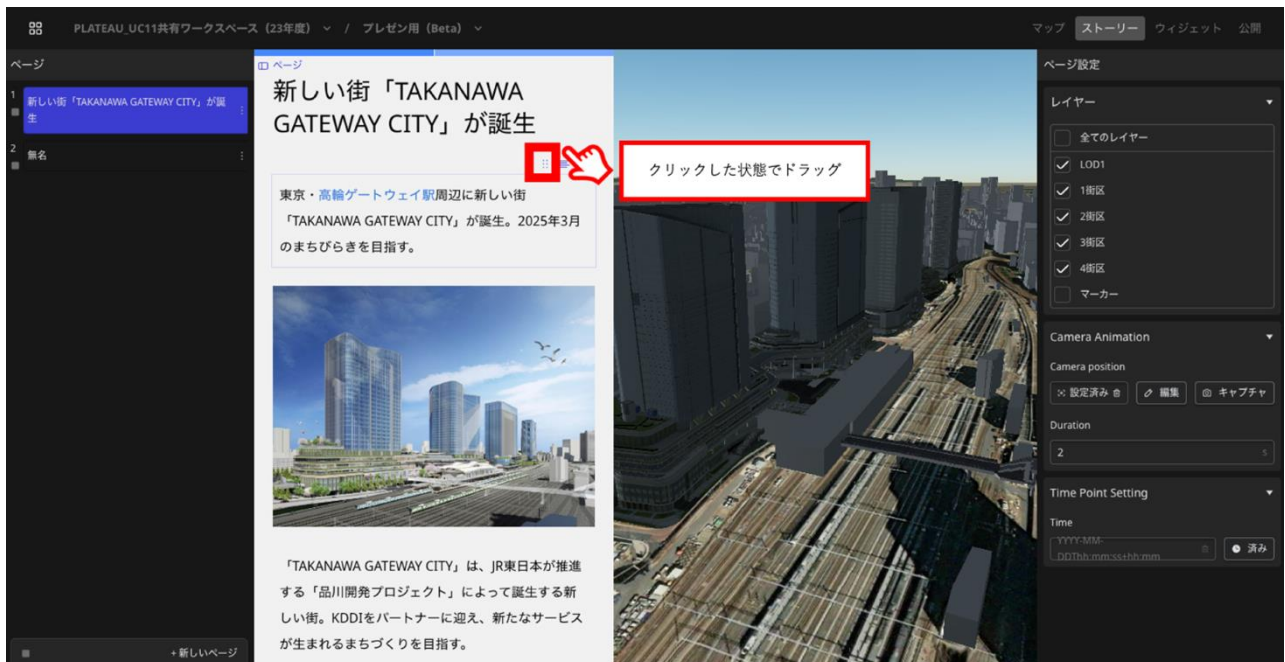 PLATEAU_UC11共有ワークスペース（23年度） / プレゼン用（Beta）
マップ ストーリー ウィジェット 公開
ページ
1 新しい街「TAKANAWA GATEWAY CITY」が誕
生
2 無名
+ 新しいページ
ページ
新しい街「TAKANAWA
GATEWAY CITY」が誕生
クリックした状態でドラッグ
東京・高輪ゲートウェイ駅周辺に新しい街
「TAKANAWA GATEWAY CITY」が誕生。2025年3月
のまちびらきを目指す。
「TAKANAWA GATEWAY CITY」は、JR東日本が推進
する「品川開発プロジェクト」によって誕生する新
しい街。KDDIをパートナーに迎え、新たなサービス
が生まれるまちづくりを目指す。
ページ設定
レイヤー
全てのレイヤー
LOD1
1街区
2街区
3街区
4街区
マーカー
Camera Animation
Camera position
設定済み 編集 キャプチャ
Duration
2 s
Time Point Setting
Time
YYYY-MM-
DDThh:mm:ss±hh:mm 済み